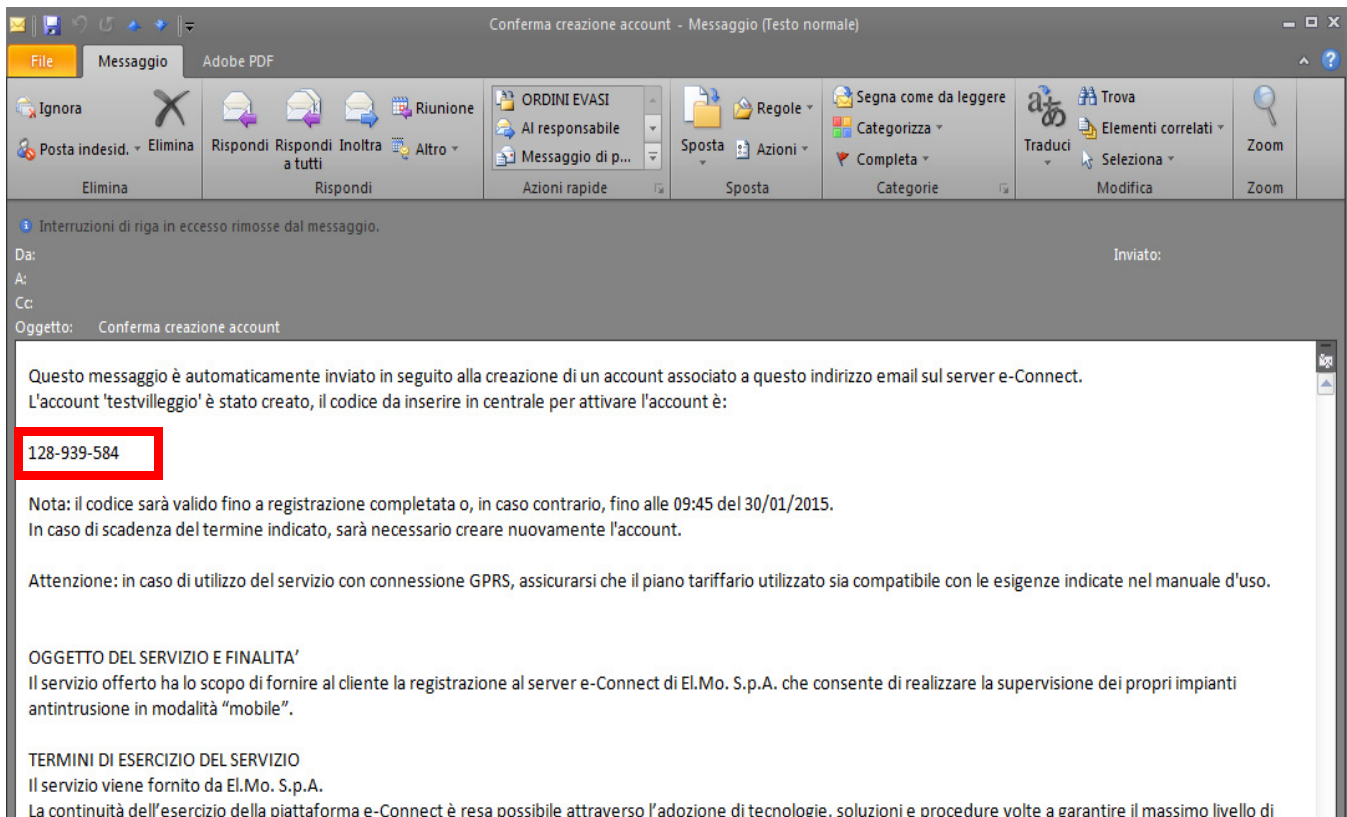 Conferma creazione account - Messaggio (Testo normale)
File Messaggio Adobe PDF
Ignora
Posta indesid.
Elimina
Elimina
Rispondi
Rispondi a tutti
Inoltra
Riunione
Altro
Rispondi
ORDINI EVASI
Al responsabile
Messaggio di p...
Azioni rapide
Sposta
Regole
Azioni
Sposta
Segna come da leggere
Categorizza
Completa
Categorie
Traduci
Trova
Elementi correlati
Seleziona
Modifica
Zoom
Zoom
Interruzioni di riga in eccesso rimosse dal messaggio.
Da:
Inviato:
A:
Cc:
Oggetto: Conferma creazione account
Questo messaggio è automaticamente inviato in seguito alla creazione di un account associato a questo indirizzo email sul server e-Connect.
L'account 'testvilleggio' è stato creato, il codice da inserire in centrale per attivare l'account è:
128-939-584
Nota: il codice sarà valido fino a registrazione completata o, in caso contrario, fino alle 09:45 del 30/01/2015.
In caso di scadenza del termine indicato, sarà necessario creare nuovamente l'account.
Attenzione: in caso di utilizzo del servizio con connessione GPRS, assicurarsi che il piano tariffario utilizzato sia compatibile con le esigenze indicate nel manuale d'uso.
OGGETTO DEL SERVIZIO E FINALITA’
Il servizio offerto ha lo scopo di fornire al cliente la registrazione al server e-Connect di El.Mo. S.p.A. che consente di realizzare la supervisione dei propri impianti
antintrusione in modalità “mobile”.
TERMINI DI ESERCIZIO DEL SERVIZIO
Il servizio viene fornito da El.Mo. S.p.A.
La continuità dell’esercizio della piattaforma e-Connect è resa possibile attraverso l’adozione di tecnologie, soluzioni e procedure volte a garantire il massimo livello di